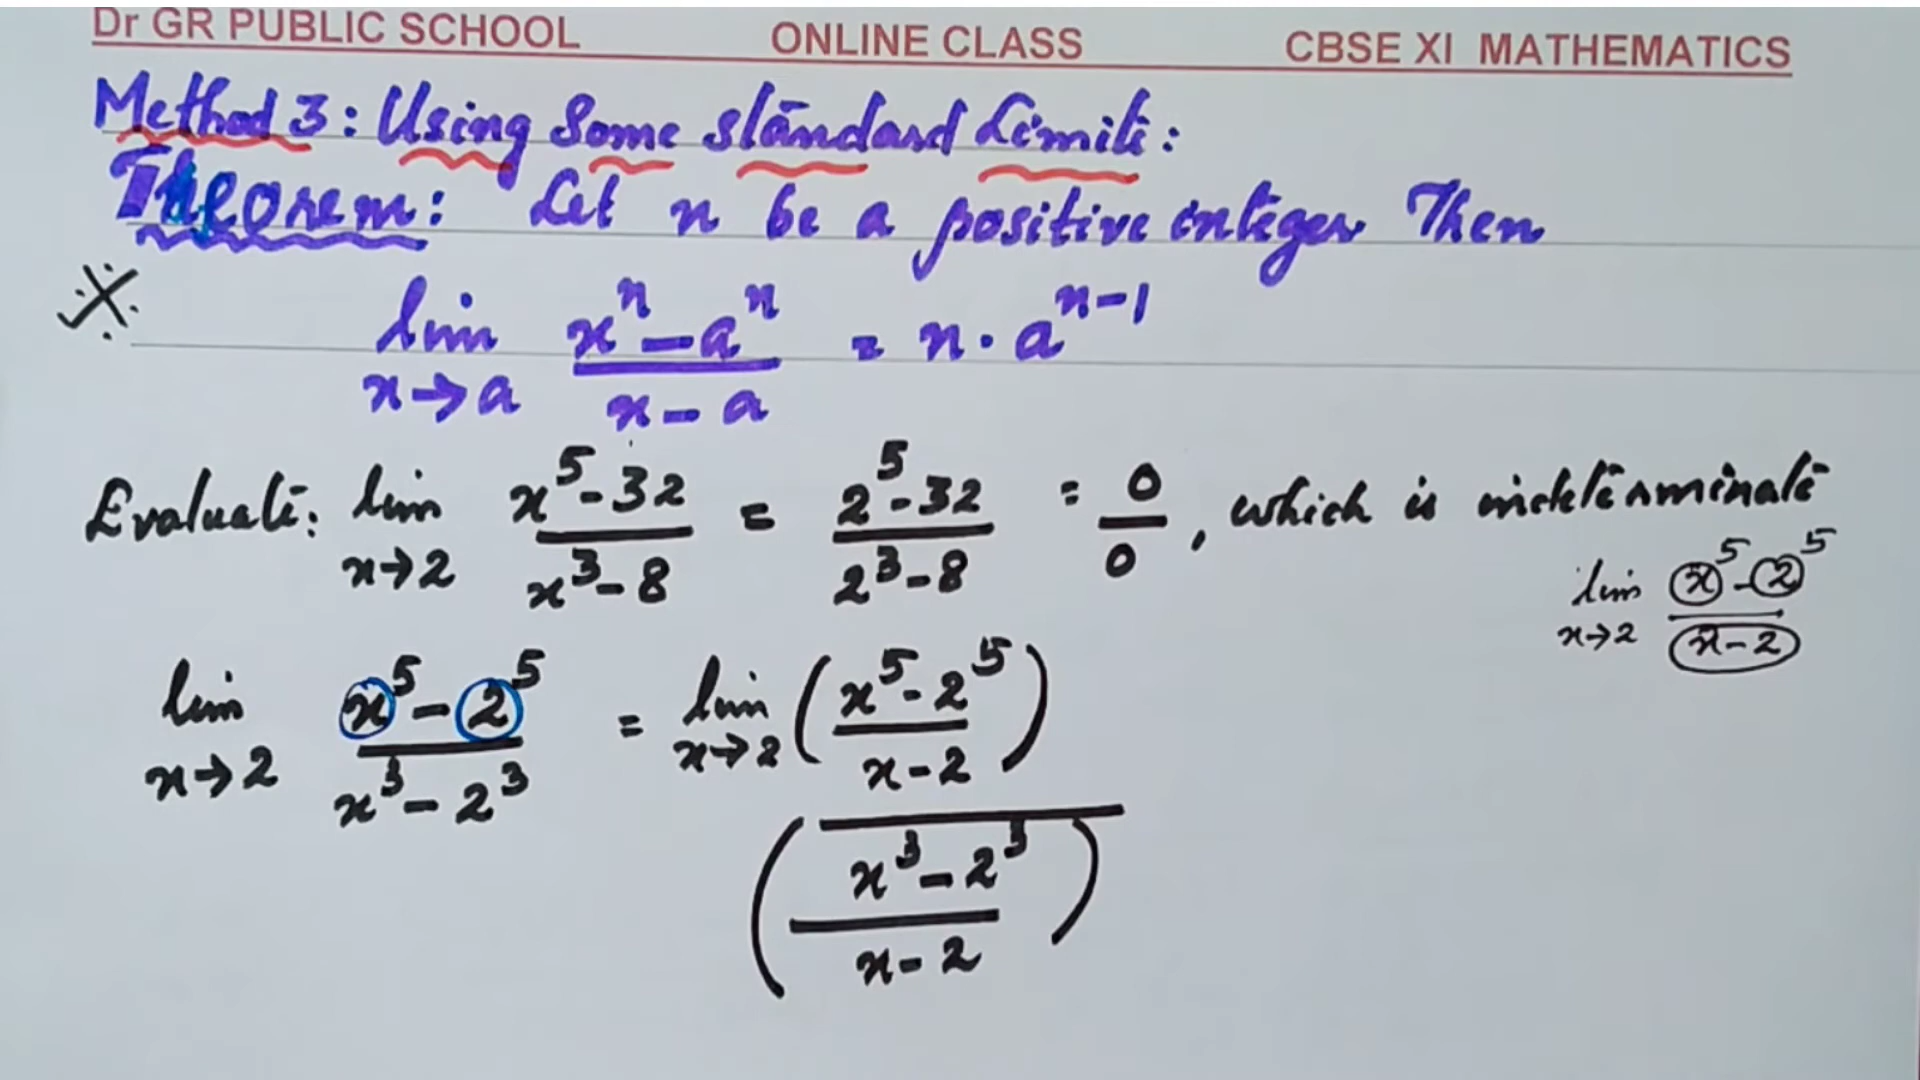 Dr GR PUBLIC SCHOOL ONLINE CLASS CBSE XI MATHEMATICS
Method 3: Using Some standard Limits:
Theorem: Let n be a positive integer. Then
lim x→a (x^n - a^n)/(x - a) = n·a^(n-1)
Evaluate: lim x→2 (x^5 - 32)/(x^3 - 8) = (2^5 - 32)/(2^3 - 8) = 0/0, which is indeterminate
lim x→2 (x^5 - 2^5)/(x - 2)
lim x→2 (x^5 - 2^5)/(x^3 - 2^3) = lim x→2 ((x^5 - 2^5)/(x - 2))/((x^3 - 2^3)/(x - 2))